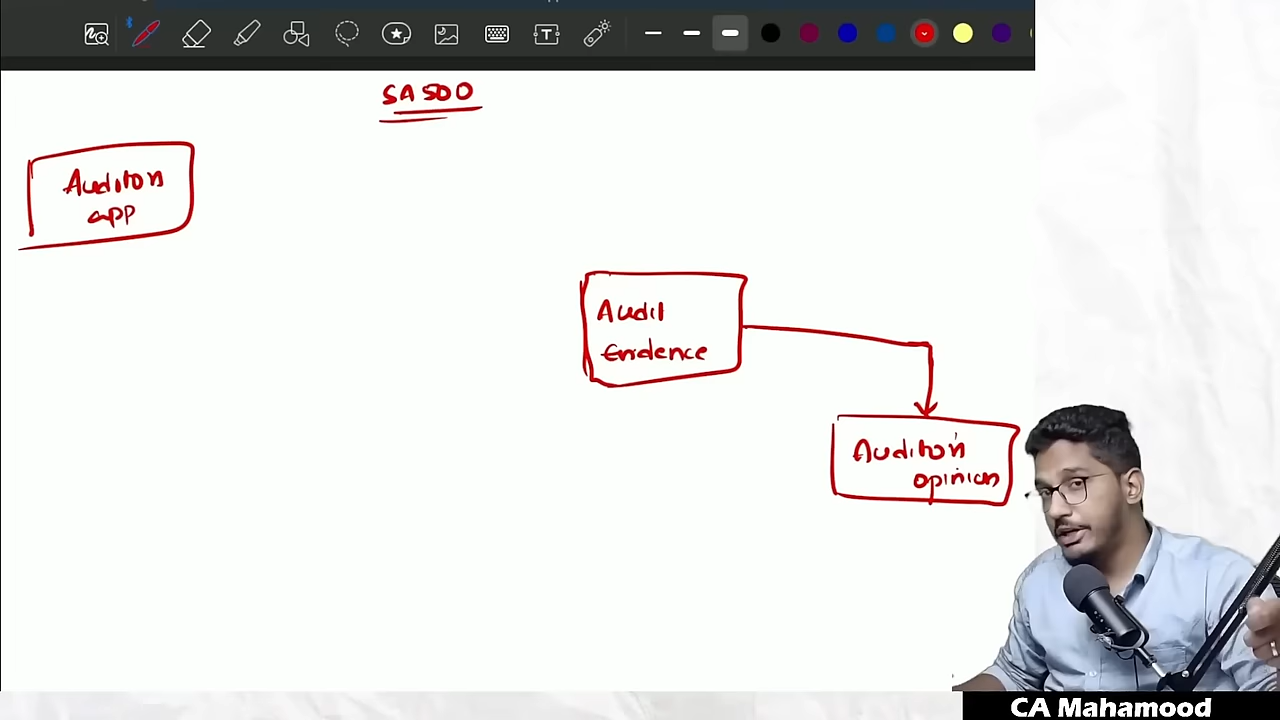 SA 500
Auditor
app
Audit
Evidence
Auditor's
opinion
CA Mahamood